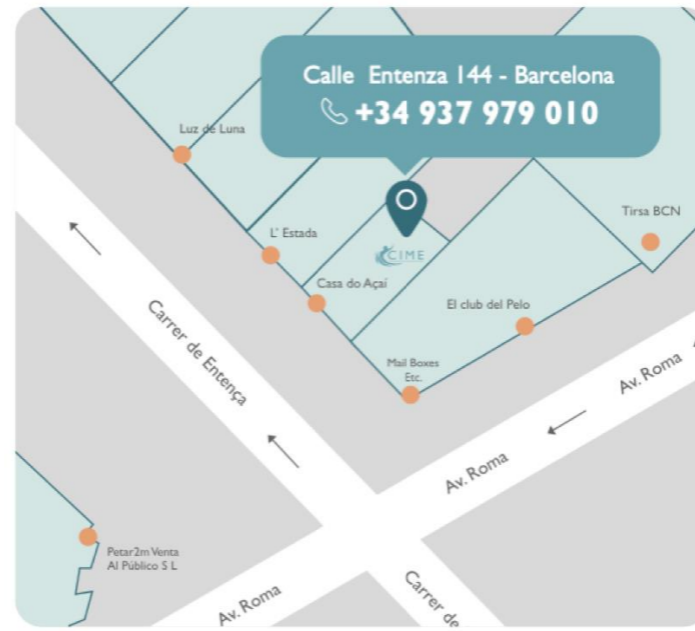 Calle Entenza 144 - Barcelona
+34 937 979 010
Luz de Luna
Tirsa BCN
L' Estada
CIME
Casa do Açaí
El club del Pelo
Carrer de Entença
Mail Boxes
Etc.
Av. Roma
Av. Roma
Petar2m Venta
Al Público S L
Av. Roma
Carrer de